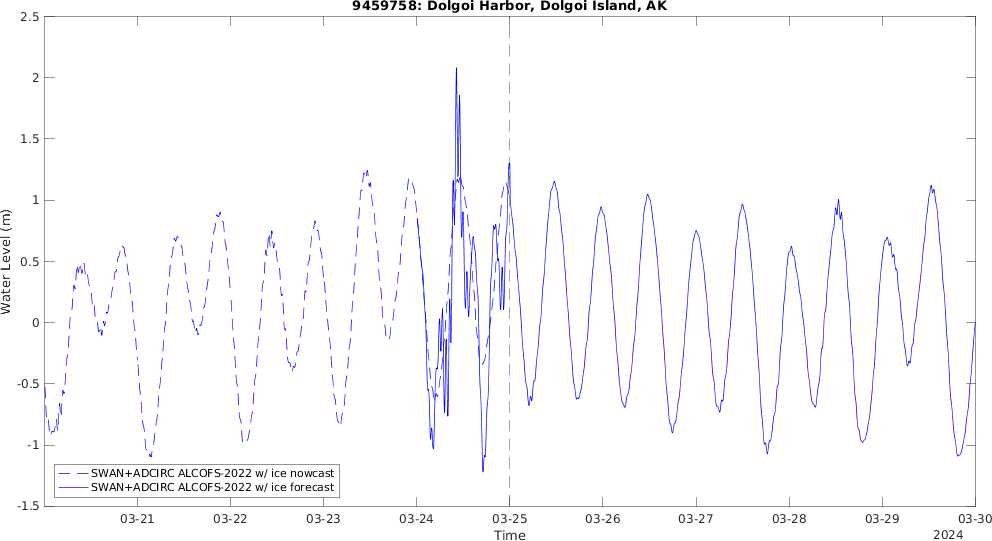 9459758: Dolgoi Harbor, Dolgoi Island, AK
2.5
2
1.5
1
0.5
0
-0.5
-1
-1.5
Water Level (m)
SWAN+ADCIRC ALCOFS-2022 w/ ice nowcast
SWAN+ADCIRC ALCOFS-2022 w/ ice forecast
03-21 03-22 03-23 03-24 03-25 03-26 03-27 03-28 03-29 03-30
Time
2024